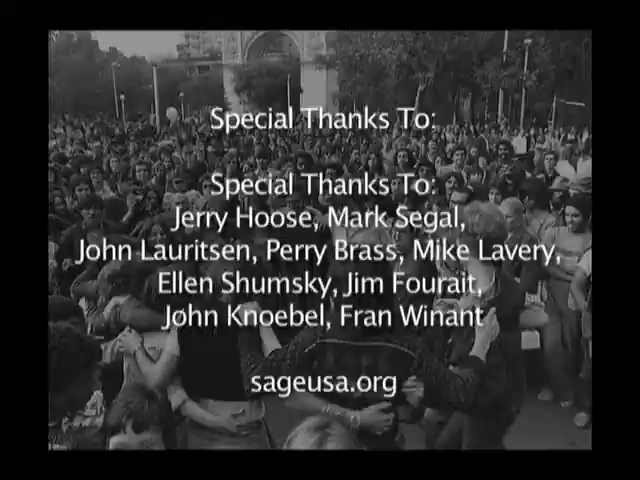 Special Thanks To:
Special Thanks To:
Jerry Hoose, Mark Segal,
John Lauritsen, Perry Brass, Mike Lavery,
Ellen Shumsky, Jim Fourait,
John Knoebel, Fran Winant
sageusa.org